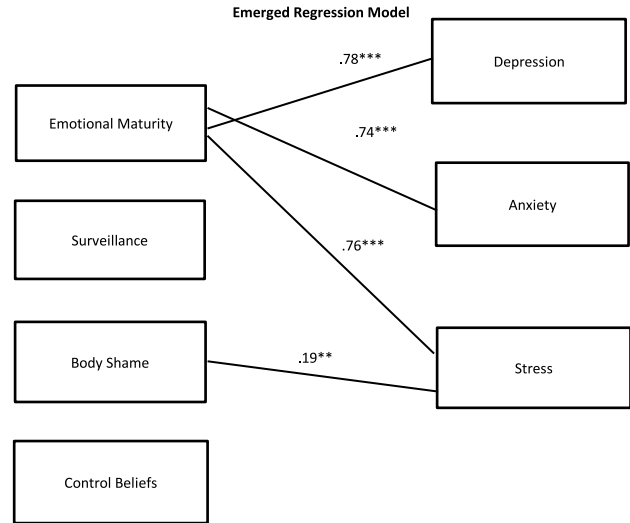 Emerged Regression Model
.78***
Depression
Emotional Maturity
.74***
Anxiety
Surveillance
.76***
Body Shame
.19**
Stress
Control Beliefs